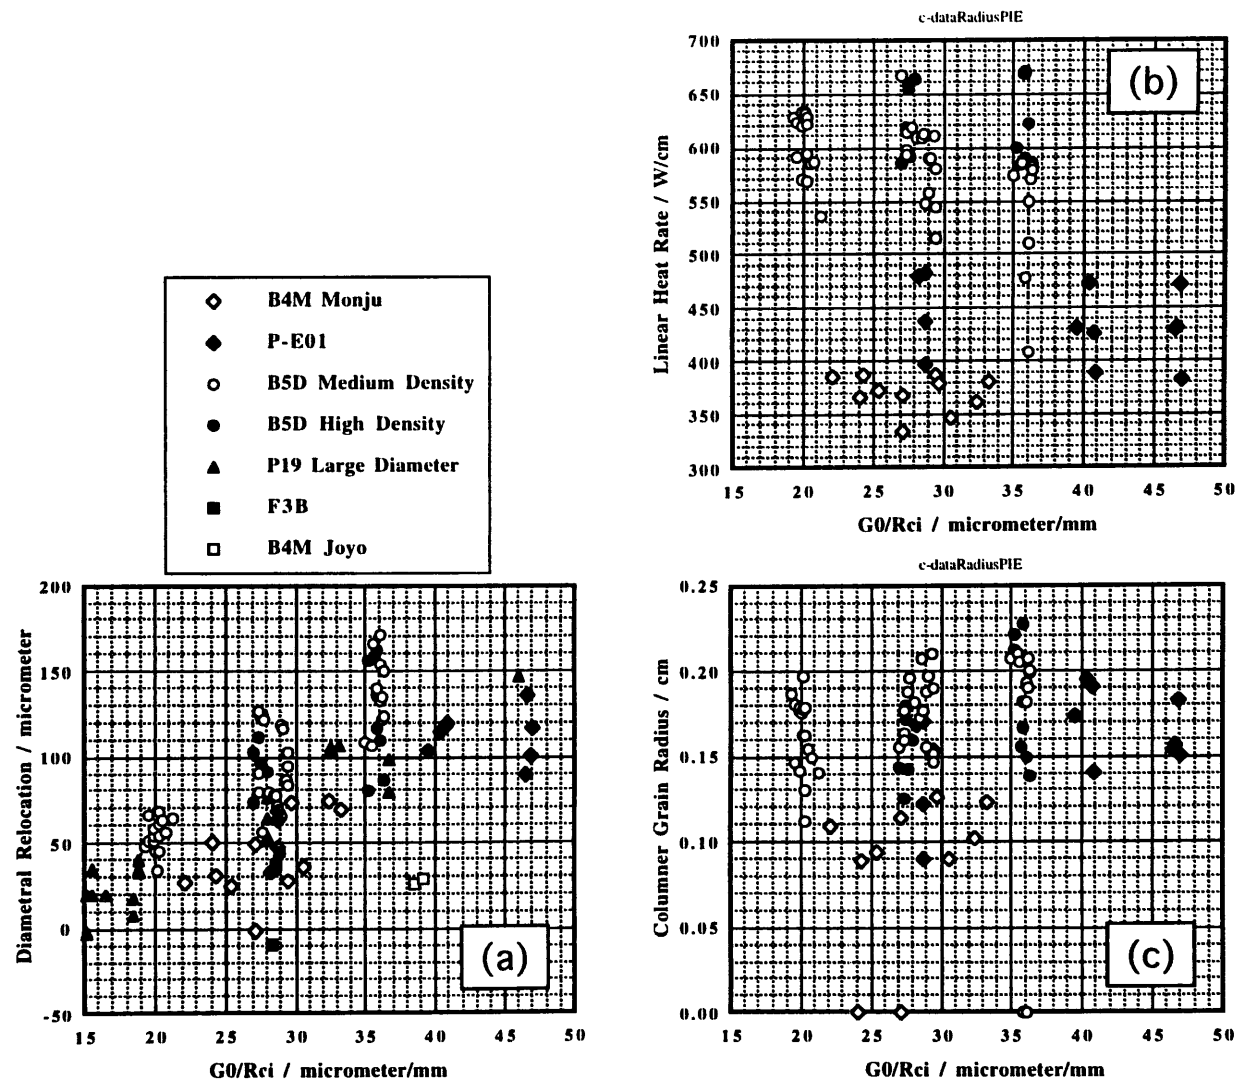 c-dataRadiusPIE
700
650
600
550
500
450
400
350
300
Linear Heat Rate / W/cm
(b)
15 20 25 30 35 40 45 50
G0/Rci / micrometer/mm
B4M Monju
P-E01
B5D Medium Density
B5D High Density
P19 Large Diameter
F3B
B4M Joyo
200
150
100
50
0
-50
Diametral Relocation / micrometer
(a)
15 20 25 30 35 40 45 50
G0/Rci / micrometer/mm
c-dataRadiusPIE
0.25
0.20
0.15
0.10
0.05
0.00
Columner Grain Radius / cm
(c)
15 20 25 30 35 40 45 50
G0/Rci / micrometer/mm